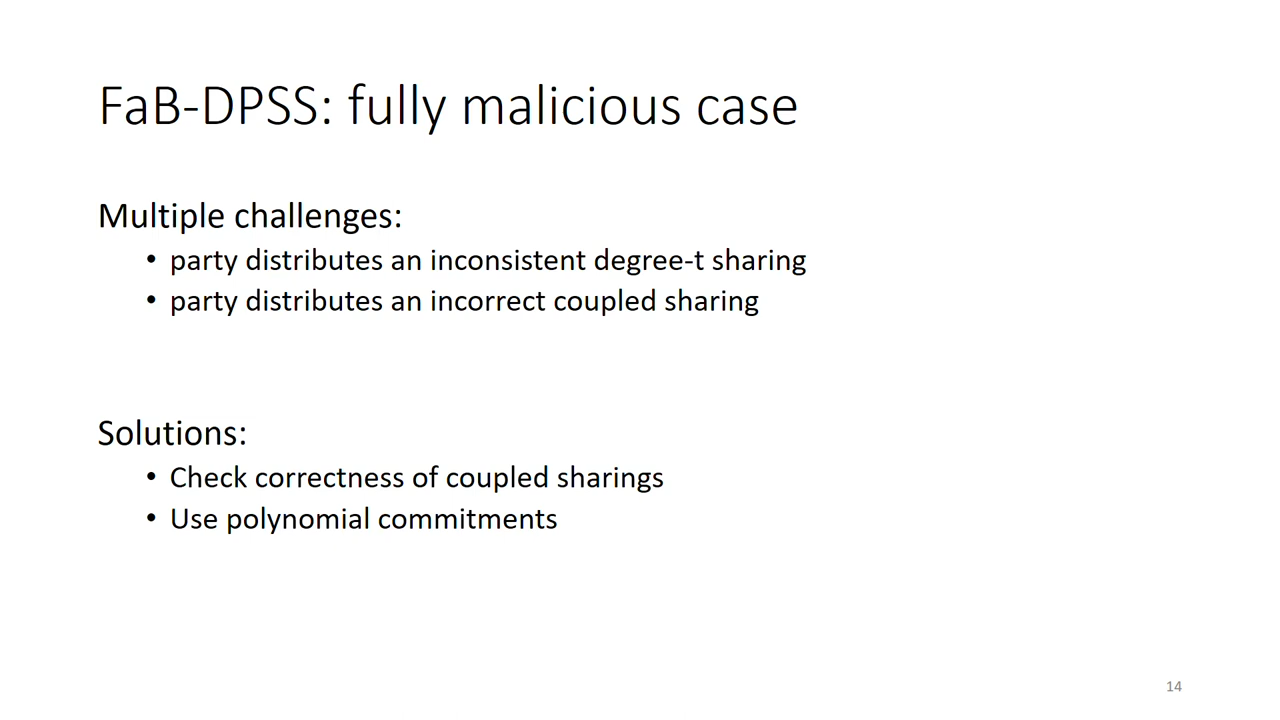 FaB-DPSS: fully malicious case
Multiple challenges:
• party distributes an inconsistent degree-t sharing
• party distributes an incorrect coupled sharing
Solutions:
• Check correctness of coupled sharings
• Use polynomial commitments
14